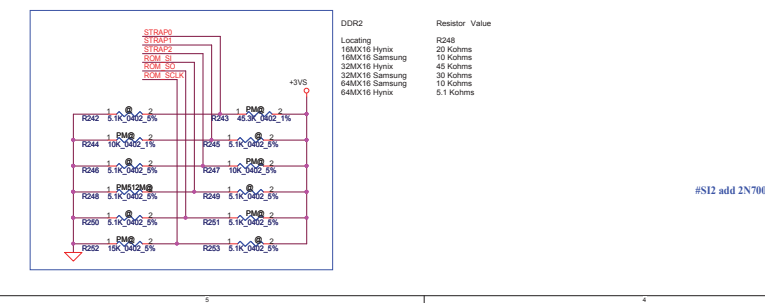 STRAP0
STRAP1
STRAP2
ROM_SI
ROM_SO
ROM_SCLK
+3VS
1 @ 2
R242 5.1K_0402_5%
1 PM@ 2
R243 45.3K_0402_1%
1 PM@ 2
R244 10K_0402_1%
1 @ 2
R245 5.1K_0402_5%
1 @ 2
R246 5.1K_0402_5%
1 PM@ 2
R247 10K_0402_5%
1 PM512M@ 2
R248 5.1K_0402_5%
1 @ 2
R249 5.1K_0402_5%
1 @ 2
R250 5.1K_0402_5%
1 PM@ 2
R251 5.1K_0402_5%
1 PM@ 2
R252 15K_0402_5%
1 @ 2
R253 5.1K_0402_5%
DDR2 Resistor Value
Locating R248
16MX16 Hynix 20 Kohms
16MX16 Samsung 10 Kohms
32MX16 Hynix 45 Kohms
32MX16 Samsung 30 Kohms
64MX16 Samsung 10 Kohms
64MX16 Hynix 5.1 Kohms
#SI2 add 2N700
5 4